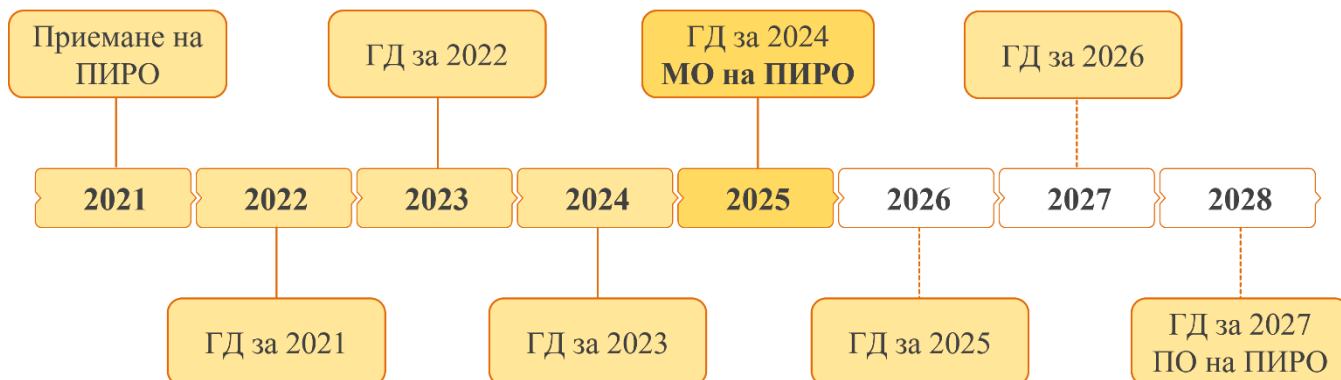 Приемане на
ПИРО
ГД за 2022
ГД за 2024
МО на ПИРО
ГД за 2026
2021
2022
2023
2024
2025
2026
2027
2028
ГД за 2021
ГД за 2023
ГД за 2025
ГД за 2027
ПО на ПИРО